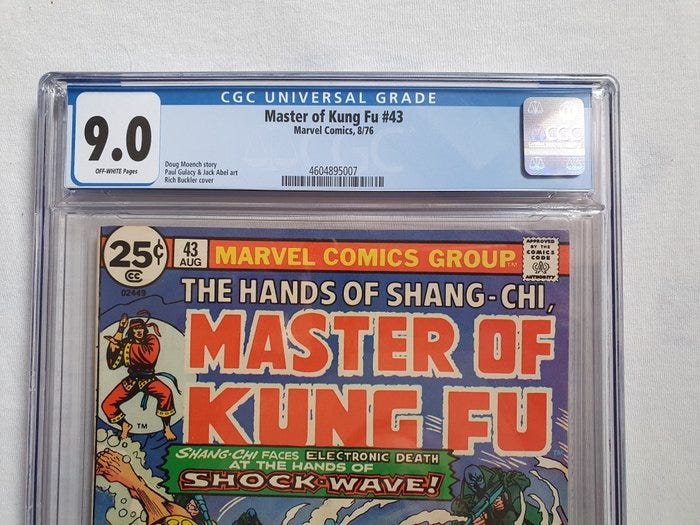 CGC UNIVERSAL GRADE
9.0
OFF-WHITE Pages
Master of Kung Fu #43
Marvel Comics, 8/76
Doug Moench story
Paul Gulacy & Jack Abel art
Rich Buckler cover
4604895007
CGC
25¢
CC
02449
43
AUG
MARVEL COMICS GROUP™
APPROVED
BY THE
COMICS
CODE
AUTHORITY
THE HANDS OF SHANG-CHI,
MASTER OF
KUNG FU
TM
SHANG-CHI FACES ELECTRONIC DEATH
AT THE HANDS OF
SHOCK-WAVE!